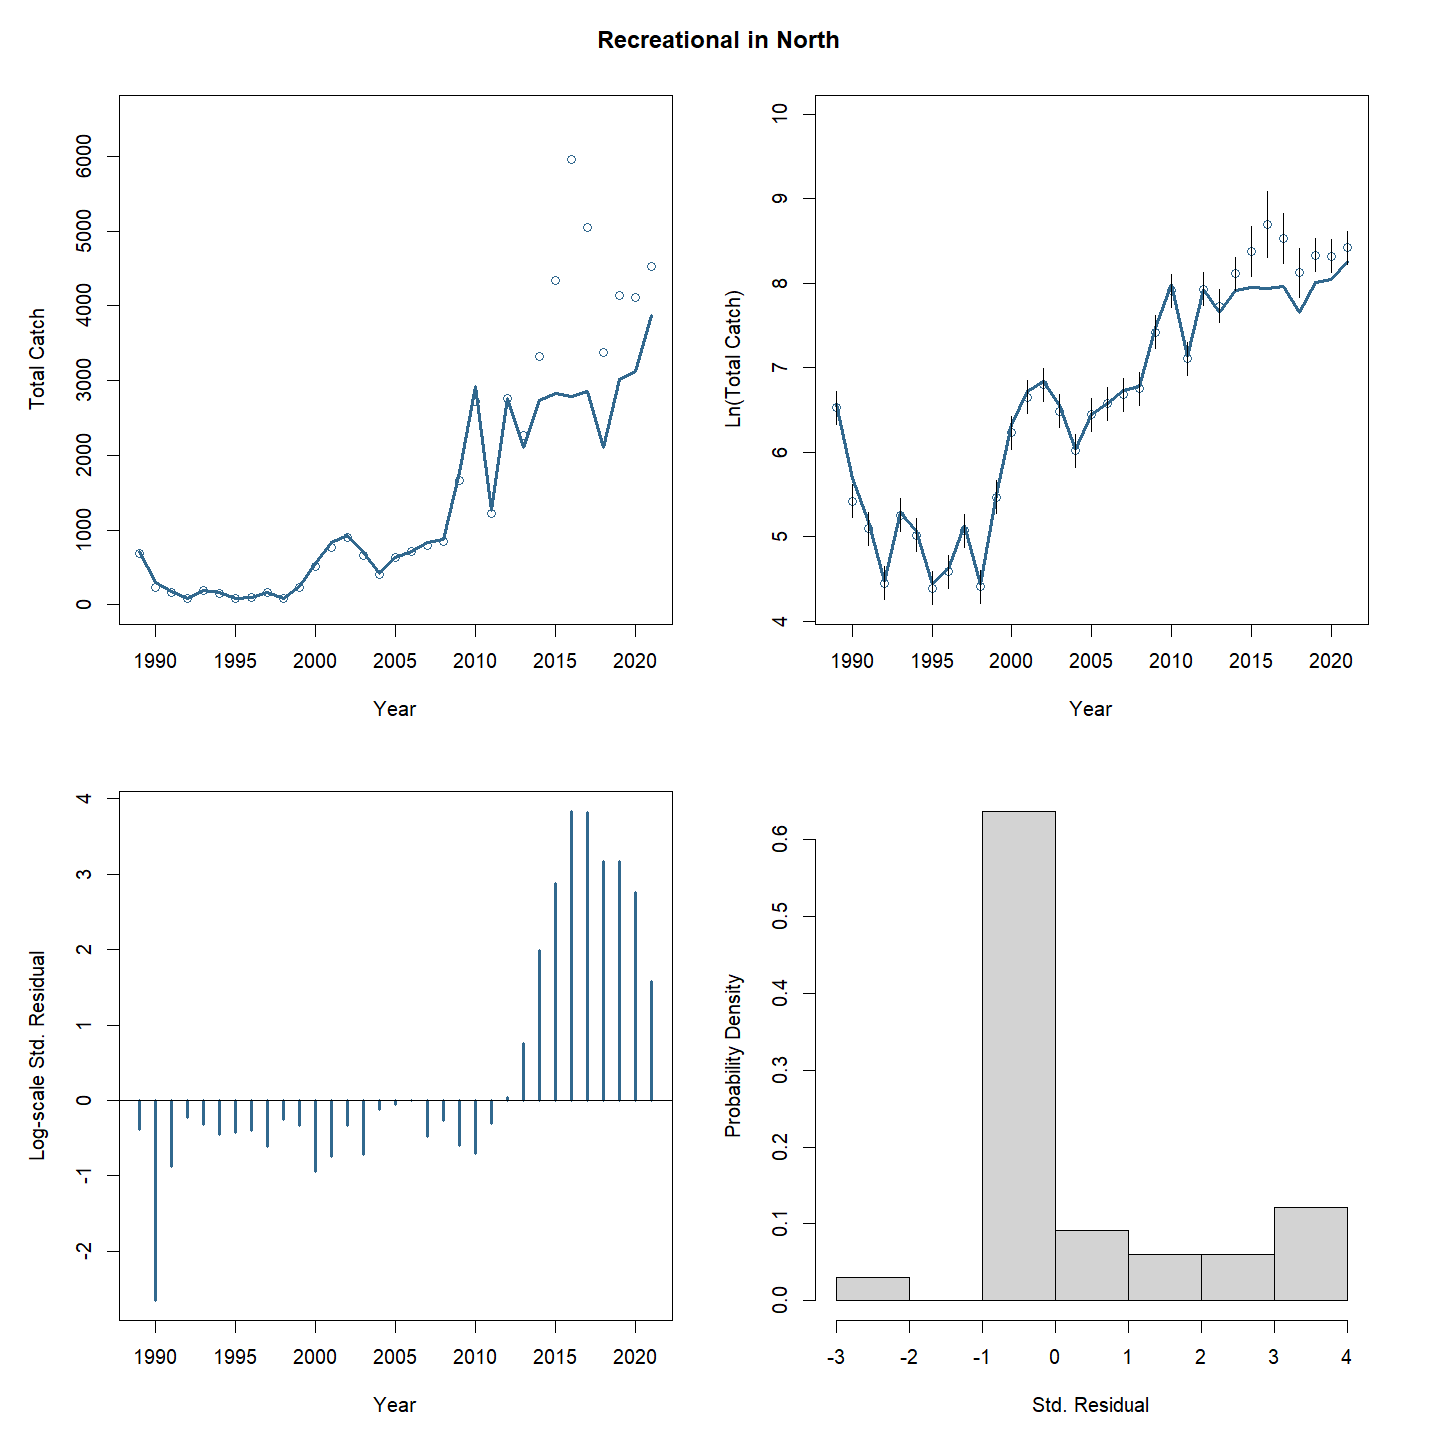 Recreational in North
Total Catch
0 1000 2000 3000 4000 5000 6000
1990 1995 2000 2005 2010 2015 2020
Year
Ln(Total Catch)
4 5 6 7 8 9 10
1990 1995 2000 2005 2010 2015 2020
Year
Log-scale Std. Residual
-2 -1 0 1 2 3 4
1990 1995 2000 2005 2010 2015 2020
Year
Probability Density
0.0 0.1 0.2 0.3 0.4 0.5 0.6
-3 -2 -1 0 1 2 3 4
Std. Residual